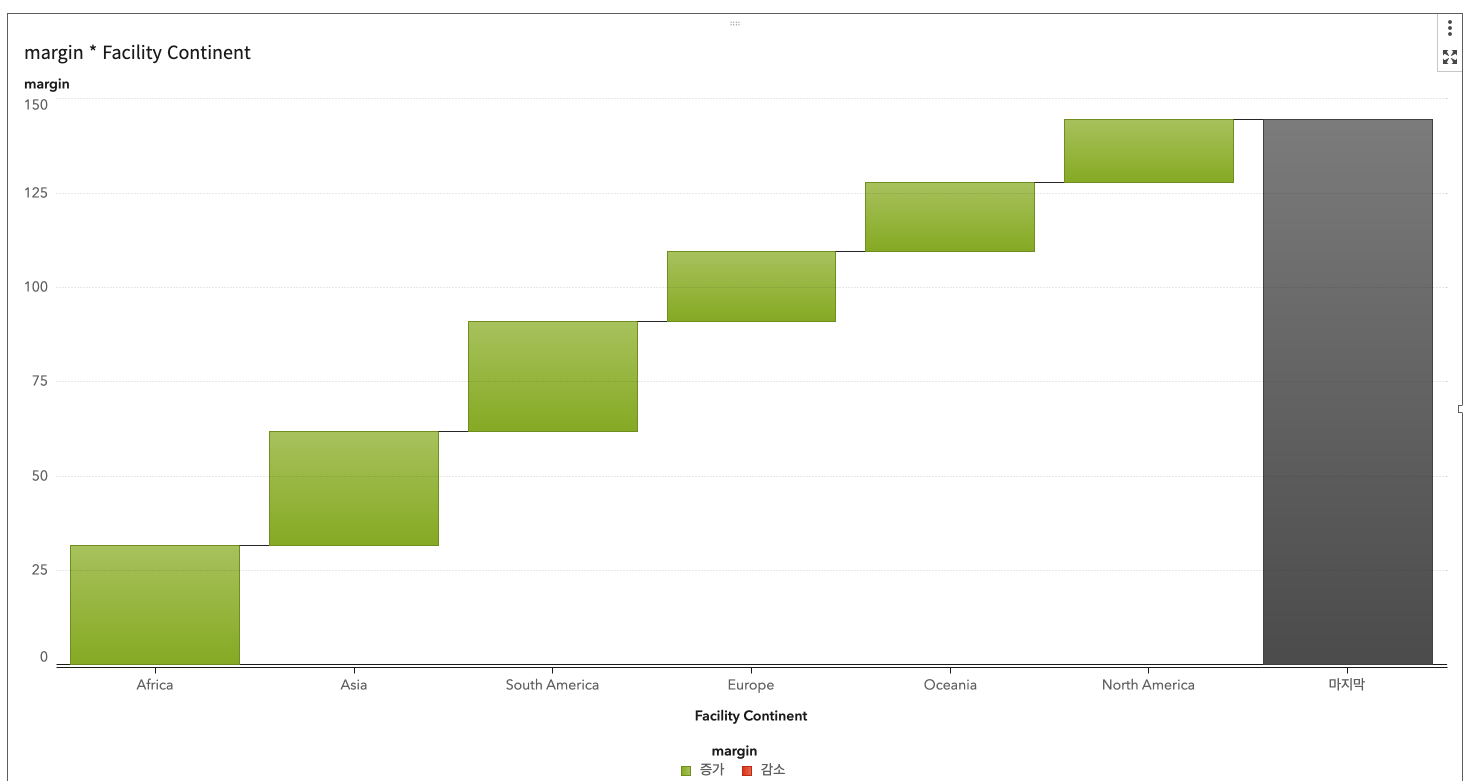 margin * Facility Continent
margin
150
125
100
75
50
25
0
Africa Asia South America Europe Oceania North America 마지막
Facility Continent
margin
증가 감소